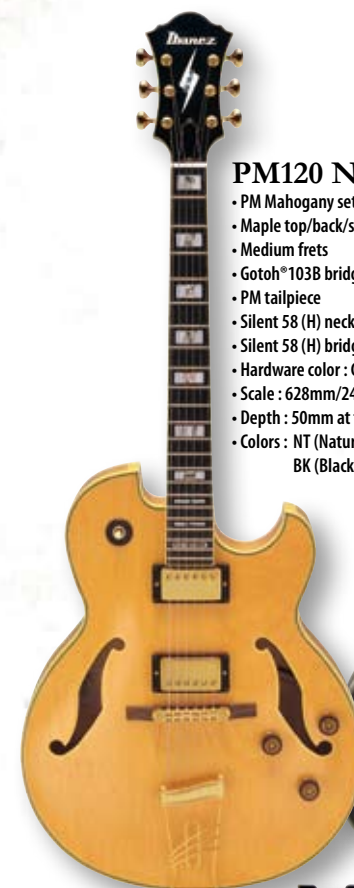 Ibanez
PM120 N
• PM Mahogany set
• Maple top/back/s
• Medium frets
• Gotoh®103B bridg
• PM tailpiece
• Silent 58 (H) neck
• Silent 58 (H) bridg
• Hardware color : G
• Scale : 628mm/24
• Depth : 50mm at
• Colors : NT (Natur
BK (Black